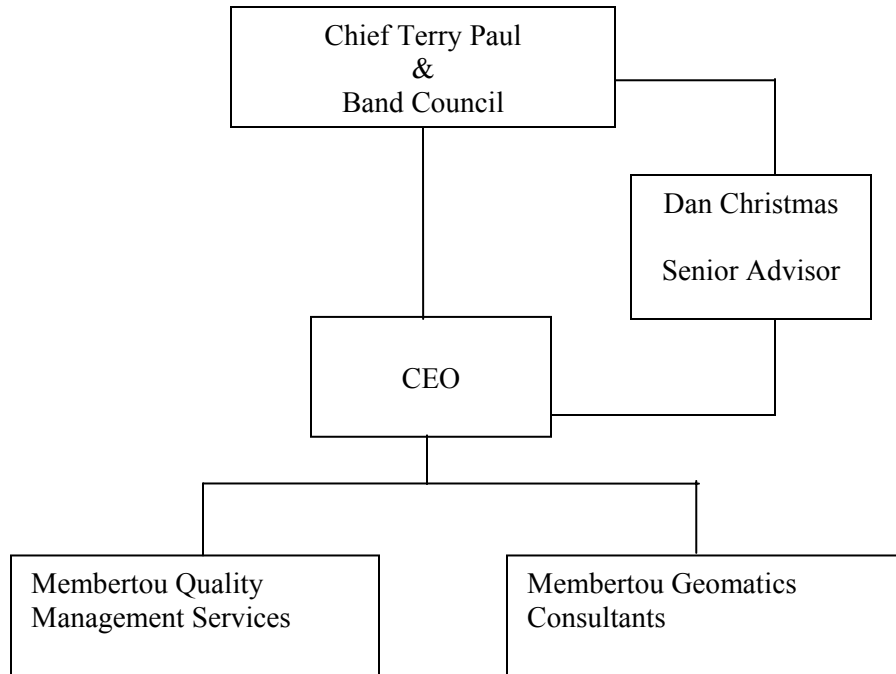 Chief Terry Paul
&
Band Council
Dan Christmas
Senior Advisor
CEO
Membertou Quality
Management Services
Membertou Geomatics
Consultants